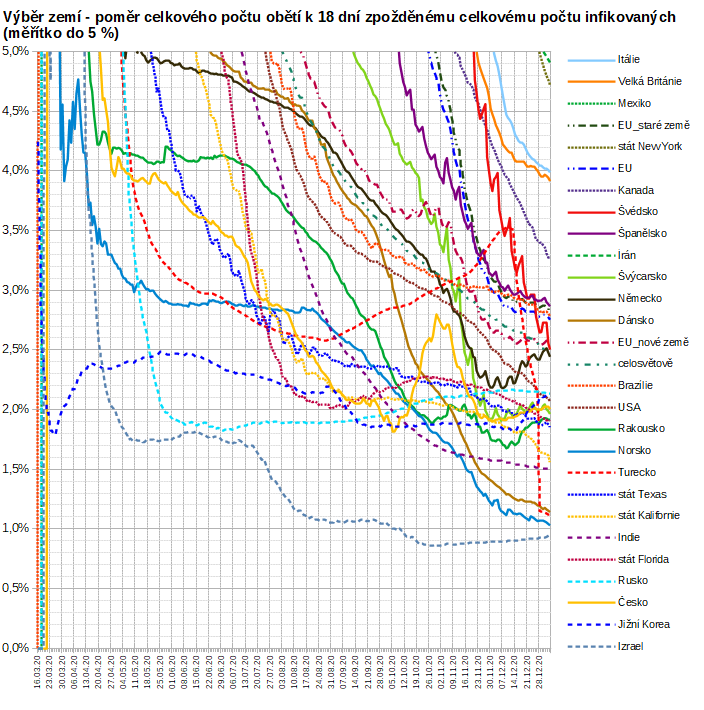 Výběr zemí - poměr celkového počtu obětí k 18 dní zpožděnému celkovému počtu infikovaných
(měřítko do 5 %)
5,0%
4,5%
4,0%
3,5%
3,0%
2,5%
2,0%
1,5%
1,0%
0,5%
0,0%
16.03.20
23.03.20
30.03.20
06.04.20
13.04.20
20.04.20
27.04.20
04.05.20
11.05.20
18.05.20
25.05.20
01.06.20
08.06.20
15.06.20
22.06.20
29.06.20
06.07.20
13.07.20
20.07.20
27.07.20
03.08.20
10.08.20
17.08.20
24.08.20
31.08.20
07.09.20
14.09.20
21.09.20
28.09.20
05.10.20
12.10.20
19.10.20
26.10.20
02.11.20
09.11.20
16.11.20
23.11.20
30.11.20
07.12.20
14.12.20
21.12.20
28.12.20
Itálie
Velká Británie
Mexiko
EU_staré země
stát NewYork
EU
Kanada
Švédsko
Španělsko
Irán
Švýcarsko
Německo
Dánsko
EU_nové země
celosvětově
Brazilie
USA
Rakousko
Norsko
Turecko
stát Texas
stát Kalifornie
Indie
stát Florida
Rusko
Česko
Jižní Korea
Izrael